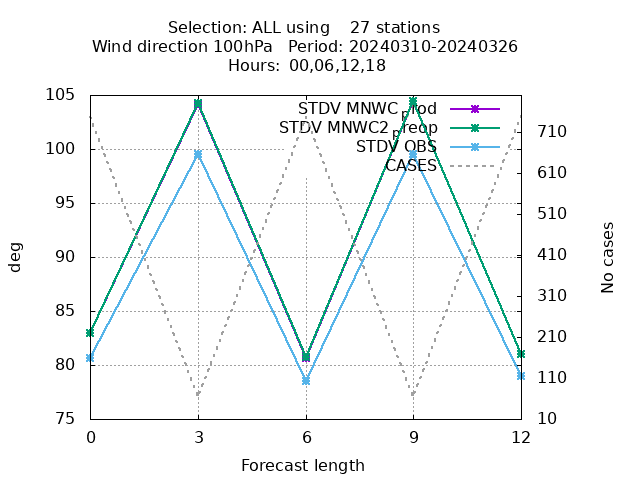 Selection: ALL using    27 stations
Wind direction 100hPa   Period: 20240310-20240326
Hours:  00,06,12,18
STDV MNWC_prod
STDV MNWC2_preop
STDV OBS
CASES
105
100
95
90
85
80
75
deg
710
610
510
410
310
210
110
10
No cases
0 3 6 9 12
Forecast length